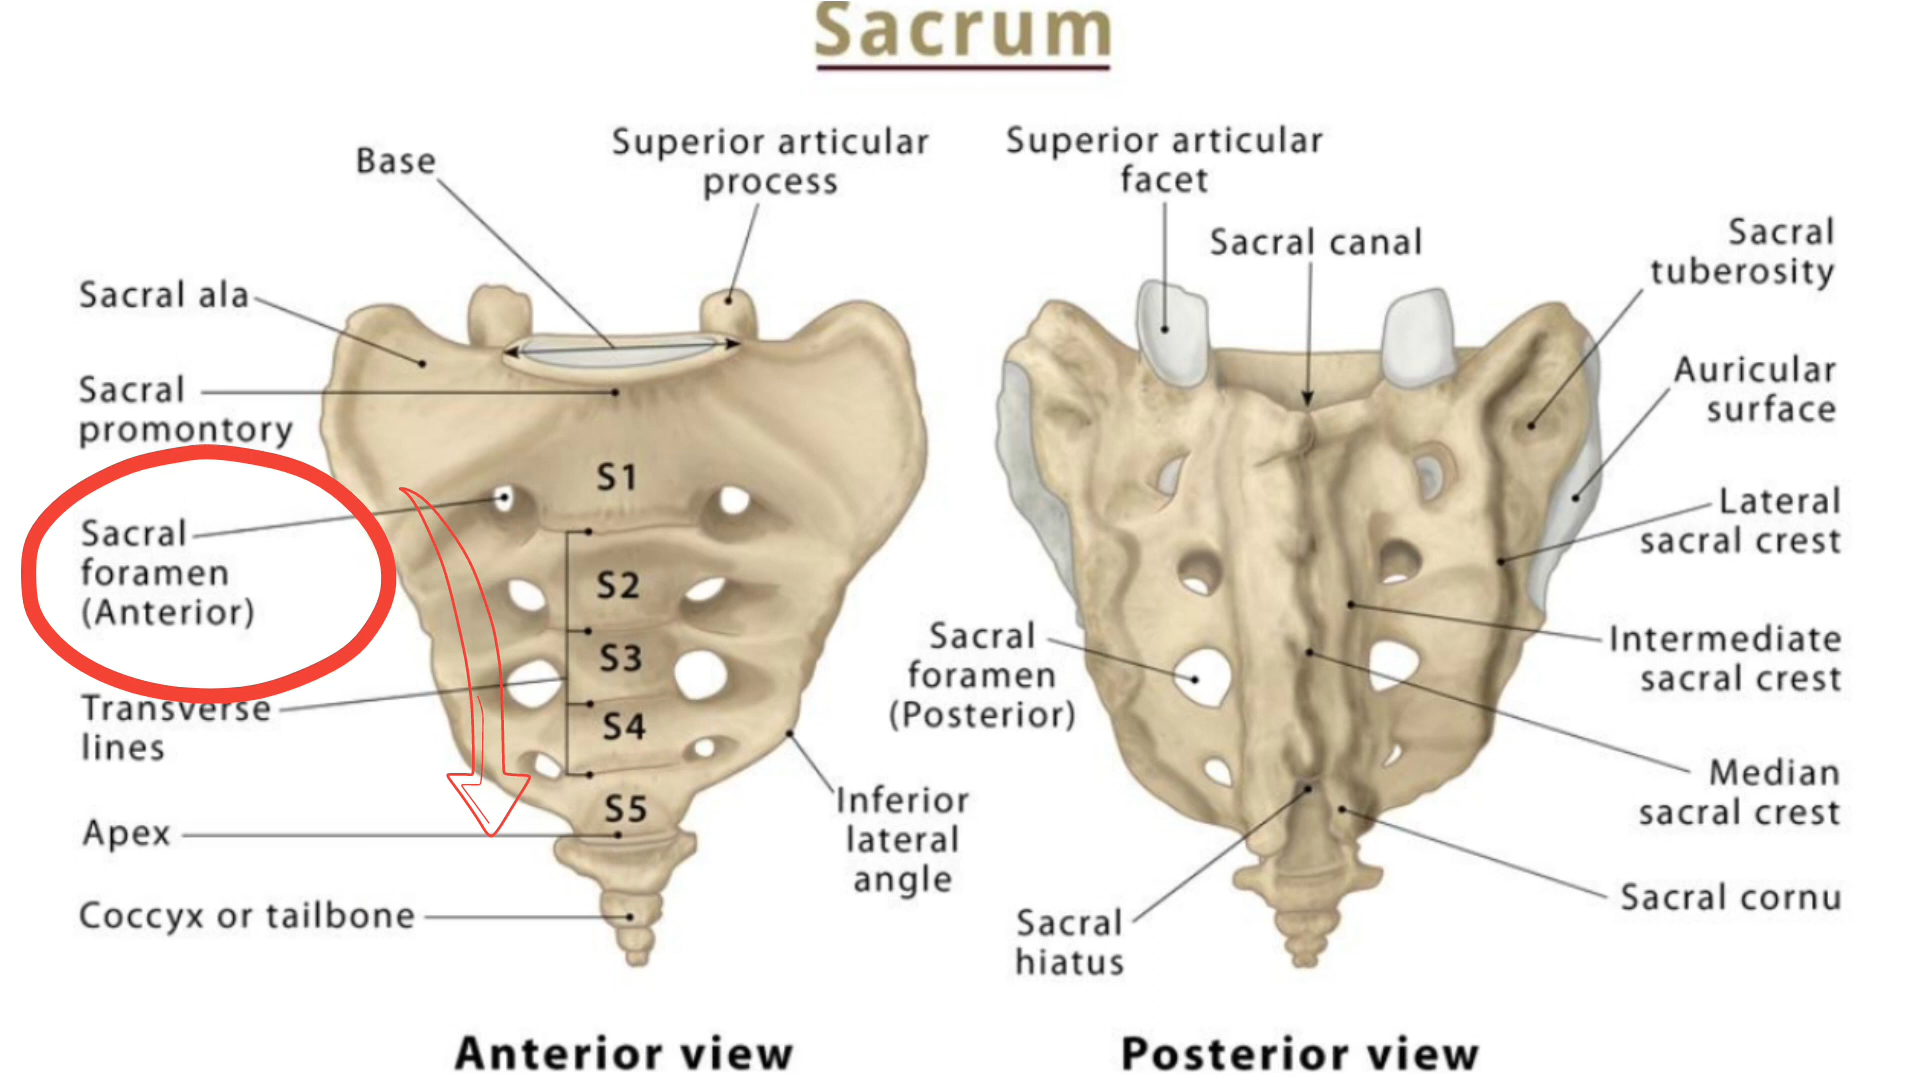 Sacrum
Base
Superior articular
process
Sacral ala
Sacral
promontory
Sacral
foramen
(Anterior)
Transverse
lines
Apex
Coccyx or tailbone
S1
S2
S3
S4
S5
Inferior
lateral
angle
Anterior view
Superior articular
facet
Sacral canal
Sacral
tuberosity
Auricular
surface
Lateral
sacral crest
Intermediate
sacral crest
Median
sacral crest
Sacral cornu
Sacral
foramen
(Posterior)
Sacral
hiatus
Posterior view